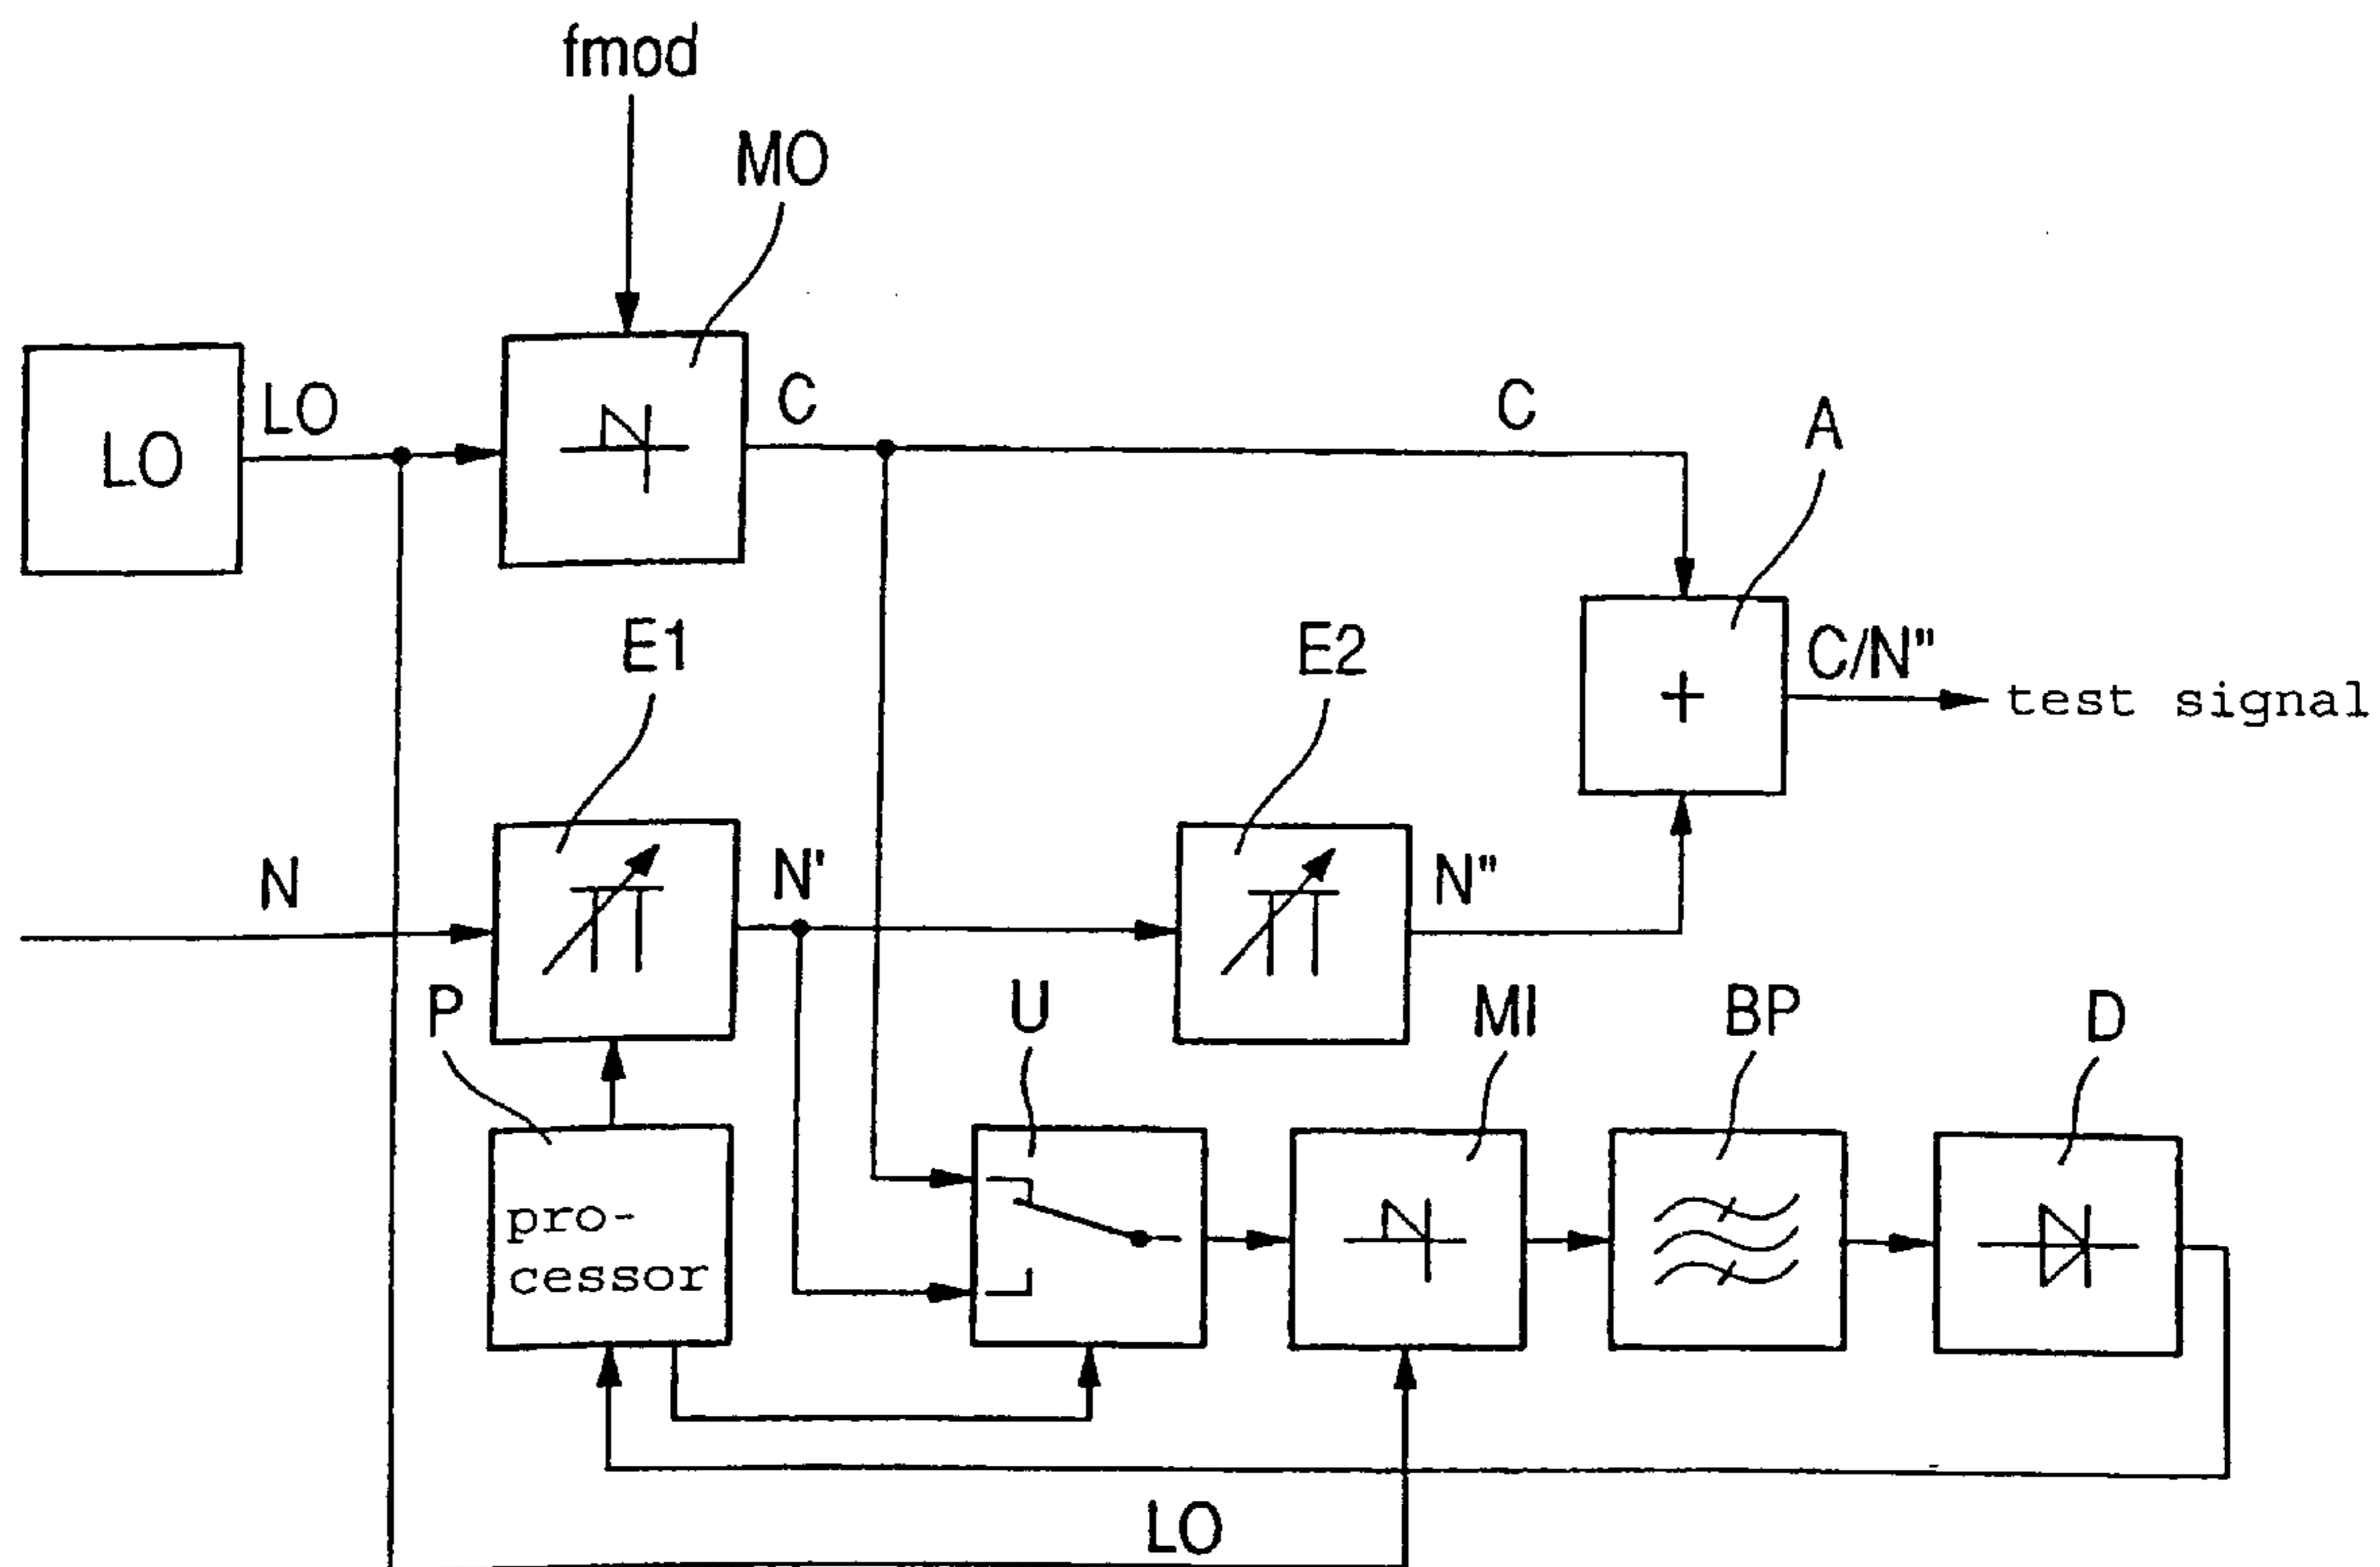 fmod
MO
LO
LO
C
C
A
E1
E2
C/N"
test signal
N
N'
N"
P
U
MI
BP
D
pro-
cessor
LO